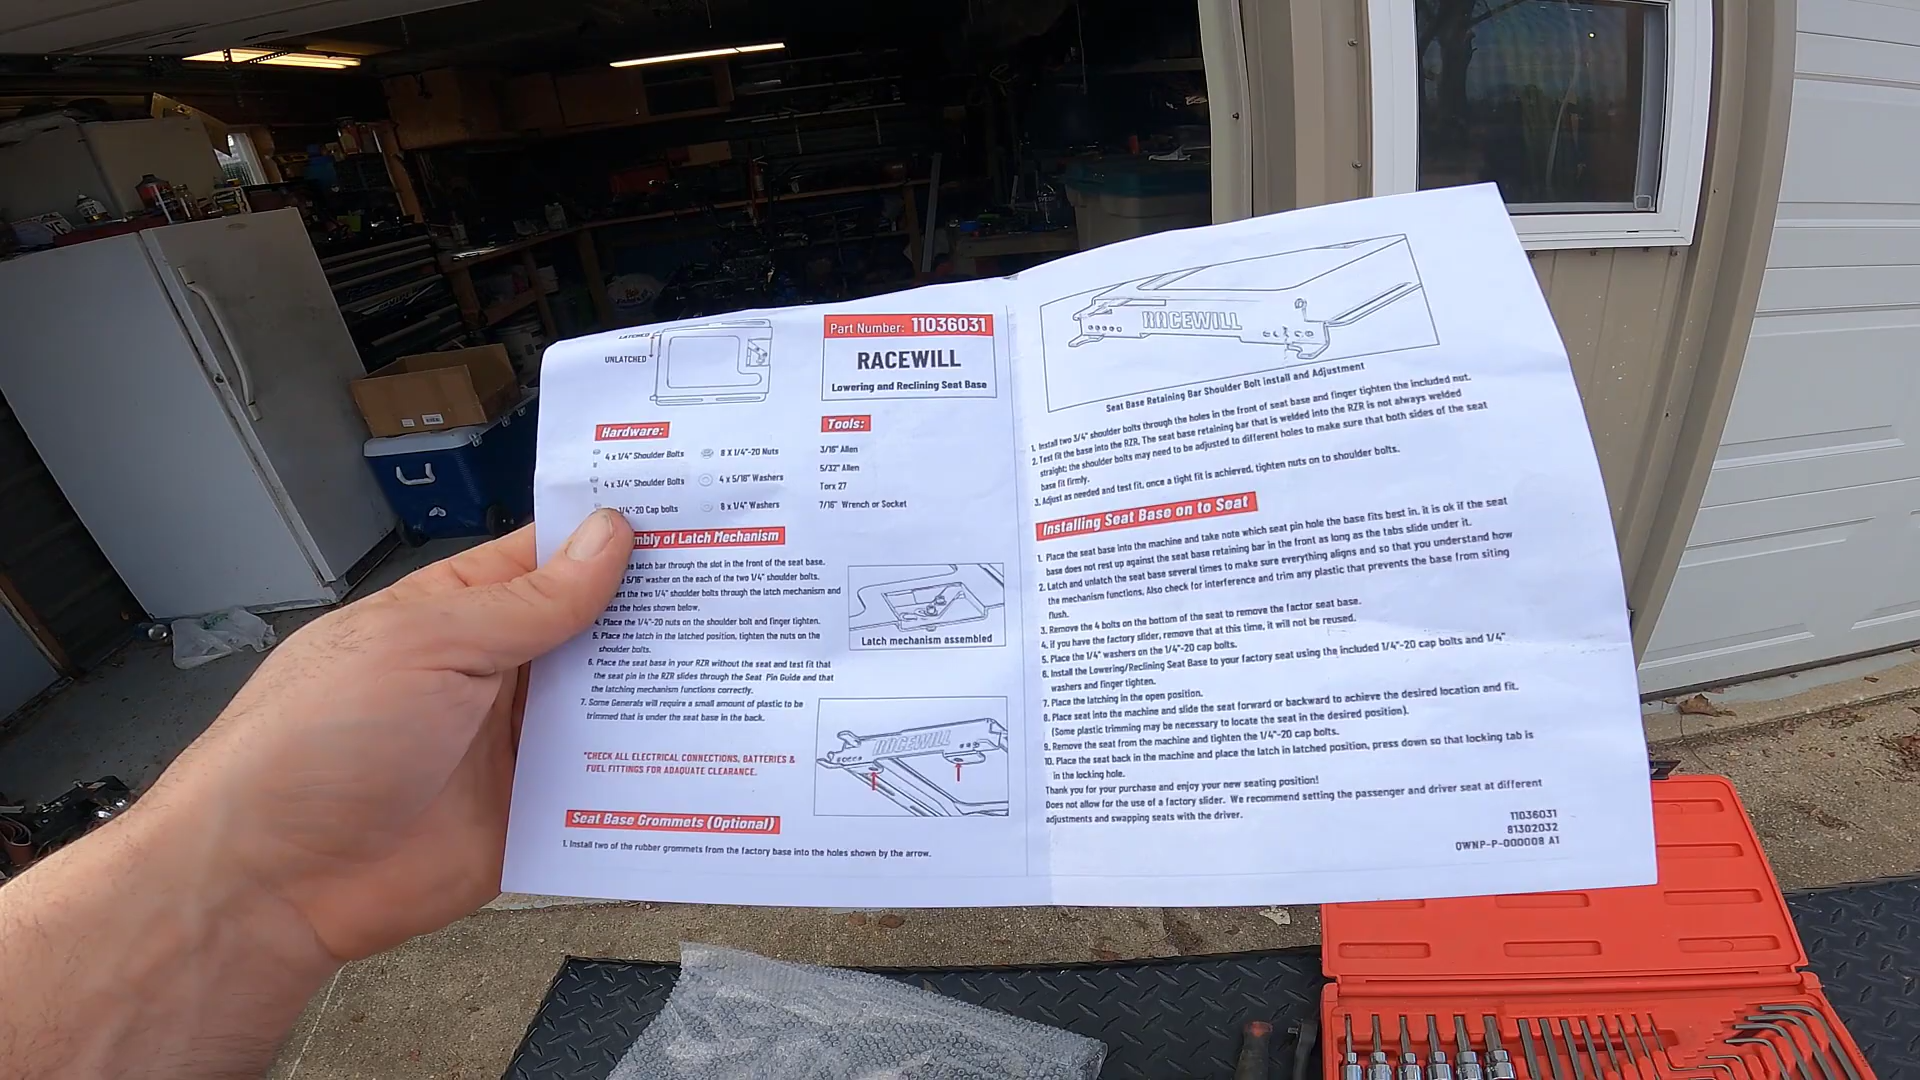 LATCHED
UNLATCHED
Part Number: 11036031
RACEWILL
Lowering and Reclining Seat Base
Hardware:
4 x 1/4" Shoulder Bolts
8 X 1/4"-20 Nuts
4 x 3/4" Shoulder Bolts
4 x 5/16" Washers
1/4"-20 Cap bolts
8 x 1/4" Washers
Tools:
3/16" Allen
5/32" Allen
Torx 27
7/16" Wrench or Socket
mbly of Latch Mechanism
latch bar through the slot in the front of the seat base.
5/16" washer on the each of the two 1/4" shoulder bolts.
ert the two 1/4" shoulder bolts through the latch mechanism and
the holes shown below.
4. Place the 1/4"-20 nuts on the shoulder bolt and finger tighten.
5. Place the latch in the latched position, tighten the nuts on the
shoulder bolts.
6. Place the seat base in your RZR without the seat and test fit that
the seat pin in the RZR slides through the Seat Pin Guide and that
the latching mechanism functions correctly.
7. Some Generals will require a small amount of plastic to be
trimmed that is under the seat base in the back.
Latch mechanism assembled
*CHECK ALL ELECTRICAL CONNECTIONS, BATTERIES &
FUEL FITTINGS FOR ADAQUATE CLEARANCE.
RACEWILL
Seat Base Grommets (Optional)
1. Install two of the rubber grommets from the factory base into the holes shown by the arrow.
RACEWILL
Seat Base Retaining Bar Shoulder Bolt install and Adjustment
1. Install two 3/4" shoulder bolts through the holes in the front of seat base and finger tighten the included nut.
2. Test fit the base into the RZR. The seat base retaining bar that is welded into the RZR is not always welded
straight; the shoulder bolts may need to be adjusted to different holes to make sure that both sides of the seat
base fit firmly.
3. Adjust as needed and test fit, once a tight fit is achieved, tighten nuts on to shoulder bolts.
Installing Seat Base on to Seat
1. Place the seat base into the machine and take note which seat pin hole the base fits best in. it is ok if the seat
base does not rest up against the seat base retaining bar in the front as long as the tabs slide under it.
2. Latch and unlatch the seat base several times to make sure everything aligns and so that you understand how
the mechanism functions. Also check for interference and trim any plastic that prevents the base from siting
flush.
3. Remove the 4 bolts on the bottom of the seat to remove the factor seat base.
4. if you have the factory slider, remove that at this time, it will not be reused.
5. Place the 1/4" washers on the 1/4"-20 cap bolts.
6. Install the Lowering/Reclining Seat Base to your factory seat using the included 1/4"-20 cap bolts and 1/4"
washers and finger tighten.
7. Place the latching in the open position.
8. Place seat into the machine and slide the seat forward or backward to achieve the desired location and fit.
(Some plastic trimming may be necessary to locate the seat in the desired position).
9. Remove the seat from the machine and tighten the 1/4"-20 cap bolts.
10. Place the seat back in the machine and place the latch in latched position, press down so that locking tab is
in the locking hole.
Thank you for your purchase and enjoy your new seating position!
Does not allow for the use of a factory slider. We recommend setting the passenger and driver seat at different
adjustments and swapping seats with the driver.
11036031
81302032
OWNP-P-000008 A1